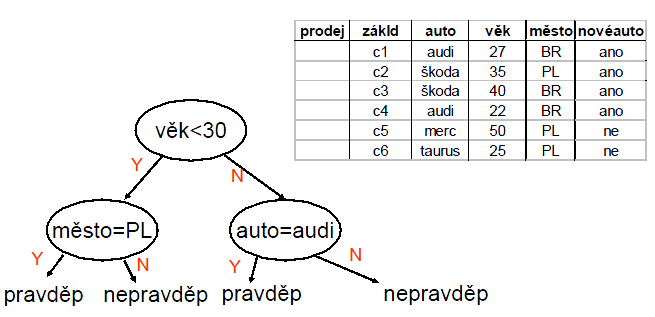 prodej zákId auto věk město novéauto
c1 audi 27 BR ano
c2 škoda 35 PL ano
c3 škoda 40 BR ano
c4 audi 22 BR ano
c5 merc 50 PL ne
c6 taurus 25 PL ne
věk<30
Y N
město=PL auto=audi
Y N Y N
pravděp nepravděp pravděp nepravděp